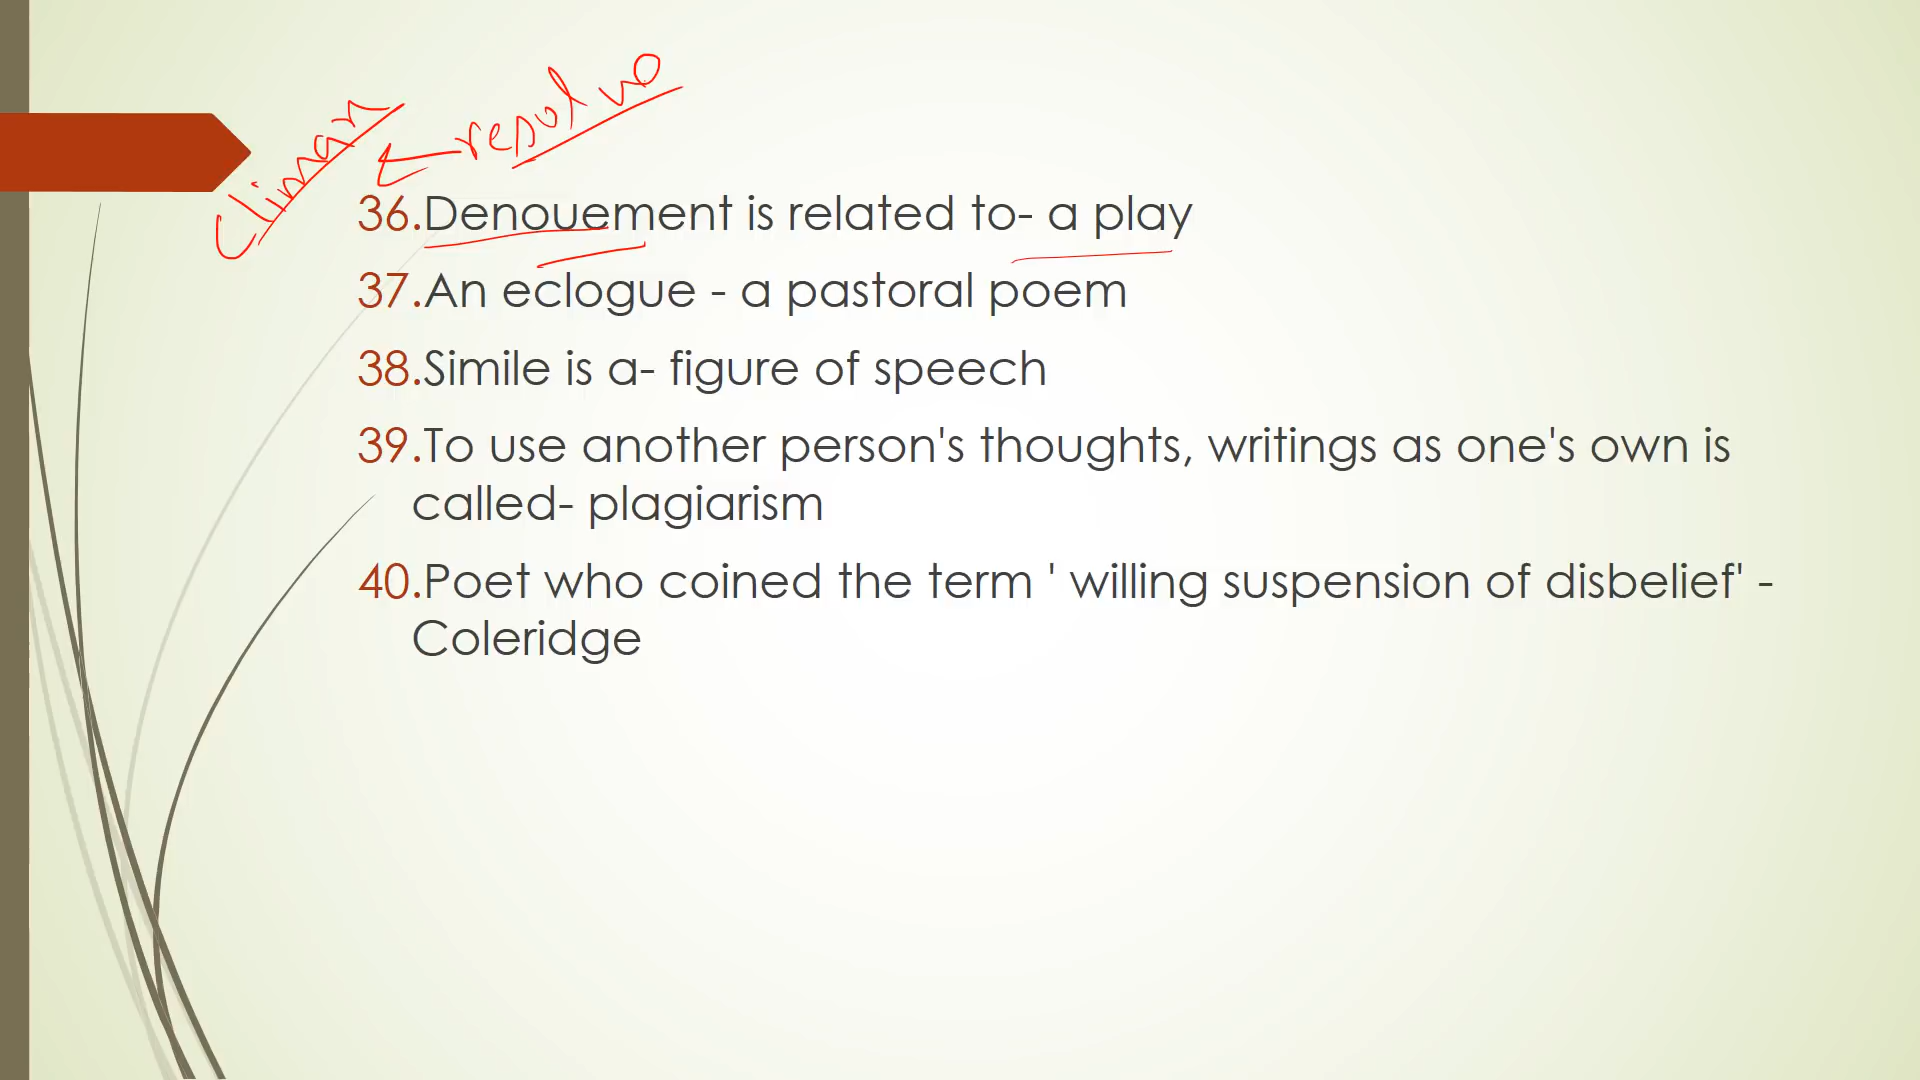 Climax
resolve
36.Denouement is related to- a play
37.An eclogue - a pastoral poem
38.Simile is a- figure of speech
39.To use another person's thoughts, writings as one's own is
called- plagiarism
40.Poet who coined the term ' willing suspension of disbelief' -
Coleridge